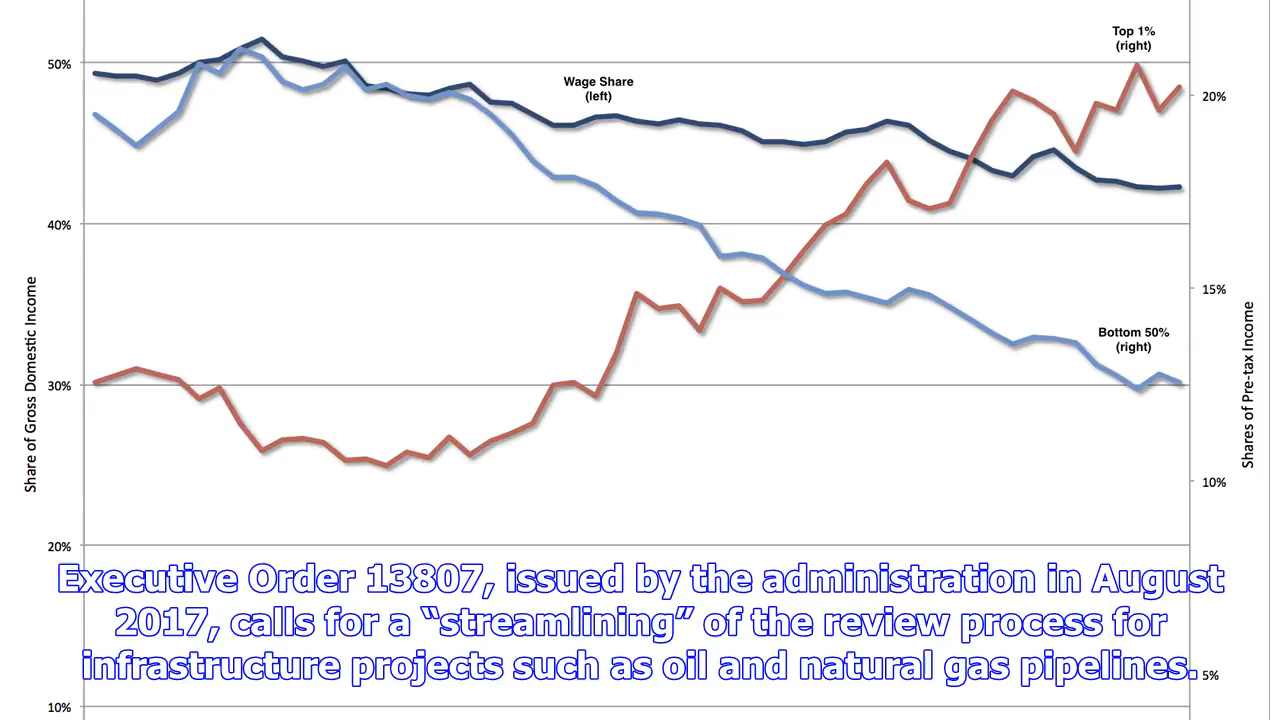 Top 1%
(right)
50%
Wage Share
(left)
20%
40%
15%
Share of Gross Domestic Income
Shares of Pre-tax Income
Bottom 50%
(right)
30%
10%
20%
Executive Order 13807, issued by the administration in August
2017, calls for a “streamlining” of the review process for
infrastructure projects such as oil and natural gas pipelines.
5%
10%